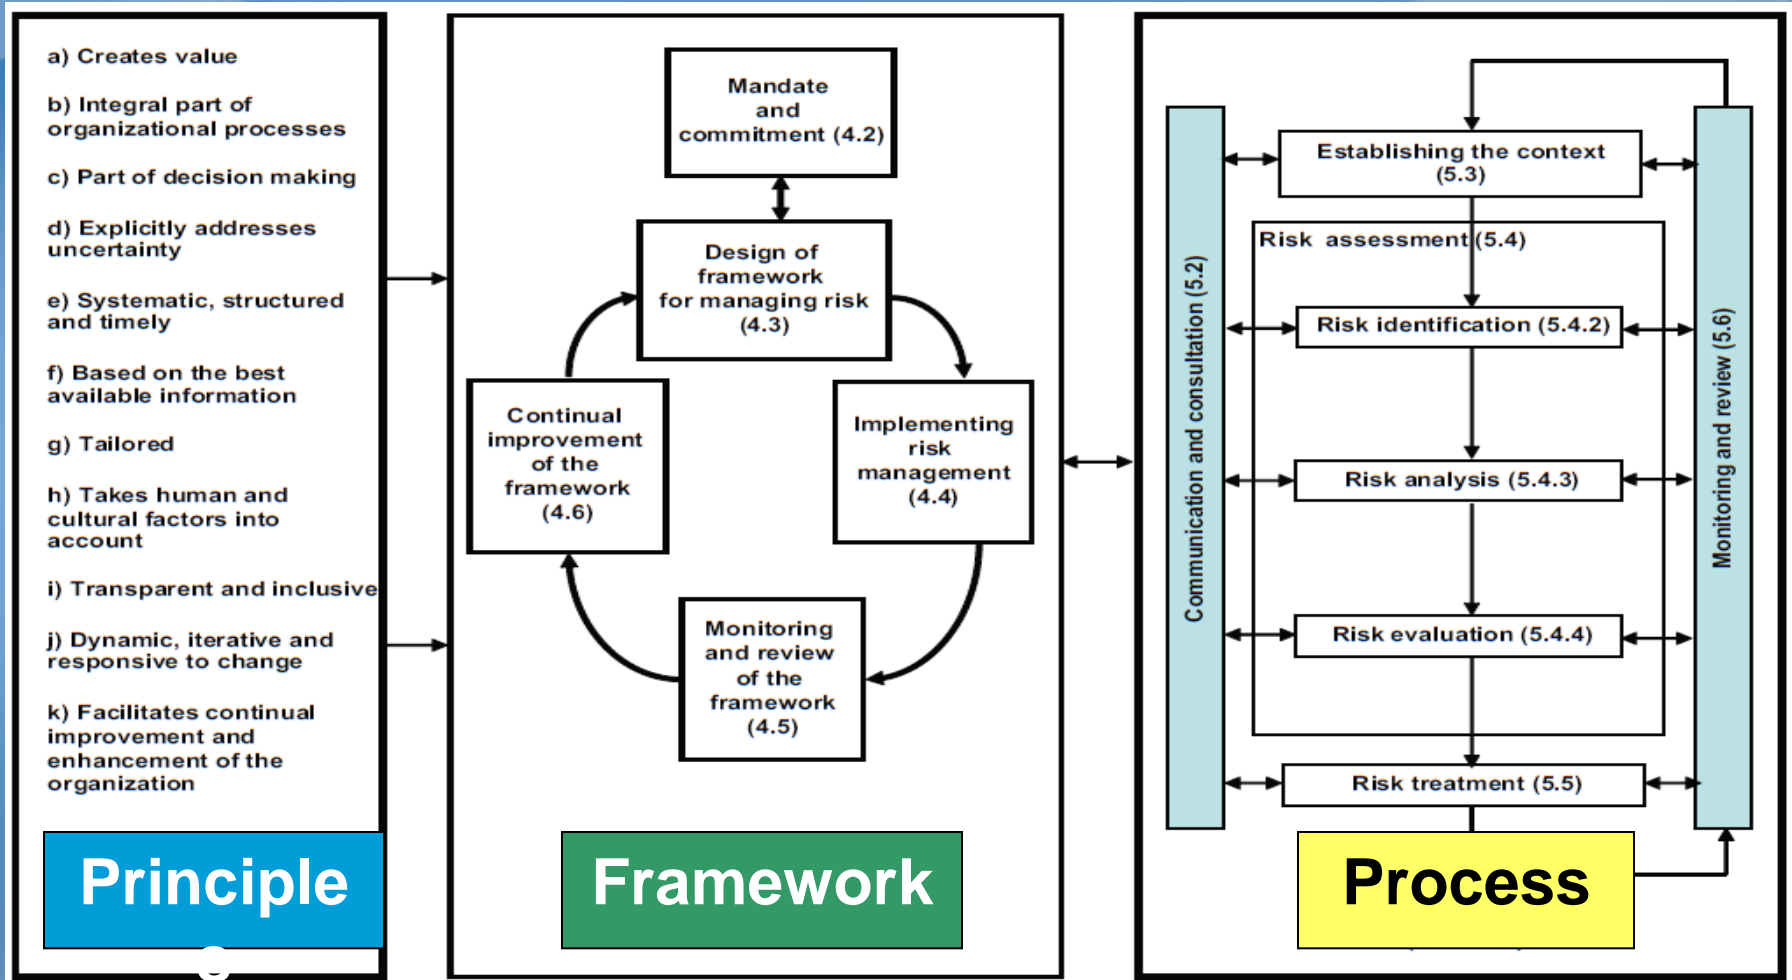 a) Creates value
b) Integral part of
organizational processes
c) Part of decision making
d) Explicitly addresses
uncertainty
e) Systematic, structured
and timely
f) Based on the best
available information
g) Tailored
h) Takes human and
cultural factors into
account
i) Transparent and inclusive
j) Dynamic, iterative and
responsive to change
k) Facilitates continual
improvement and
enhancement of the
organization
Principle
Mandate
and
commitment (4.2)
Design of
framework
for managing risk
(4.3)
Implementing
risk
management
(4.4)
Monitoring
and review
of the
framework
(4.5)
Continual
improvement
of the
framework
(4.6)
Framework
Communication and consultation (5.2)
Establishing the context
(5.3)
Risk assessment (5.4)
Risk identification (5.4.2)
Risk analysis (5.4.3)
Risk evaluation (5.4.4)
Risk treatment (5.5)
Monitoring and review (5.6)
Process